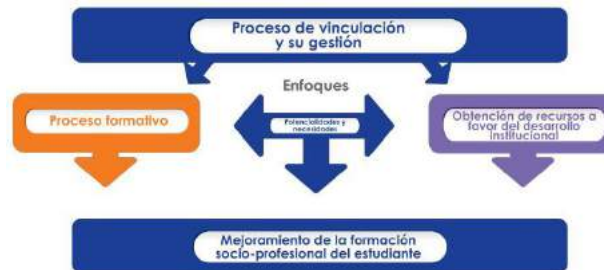 Proceso de vinculación
y su gestión
Enfoques
Proceso formativo
Potencialidades y
necesidades
Obtención de recursos a
favor del desarrollo
institucional
Mejoramiento de la formación
socio-profesional del estudiante